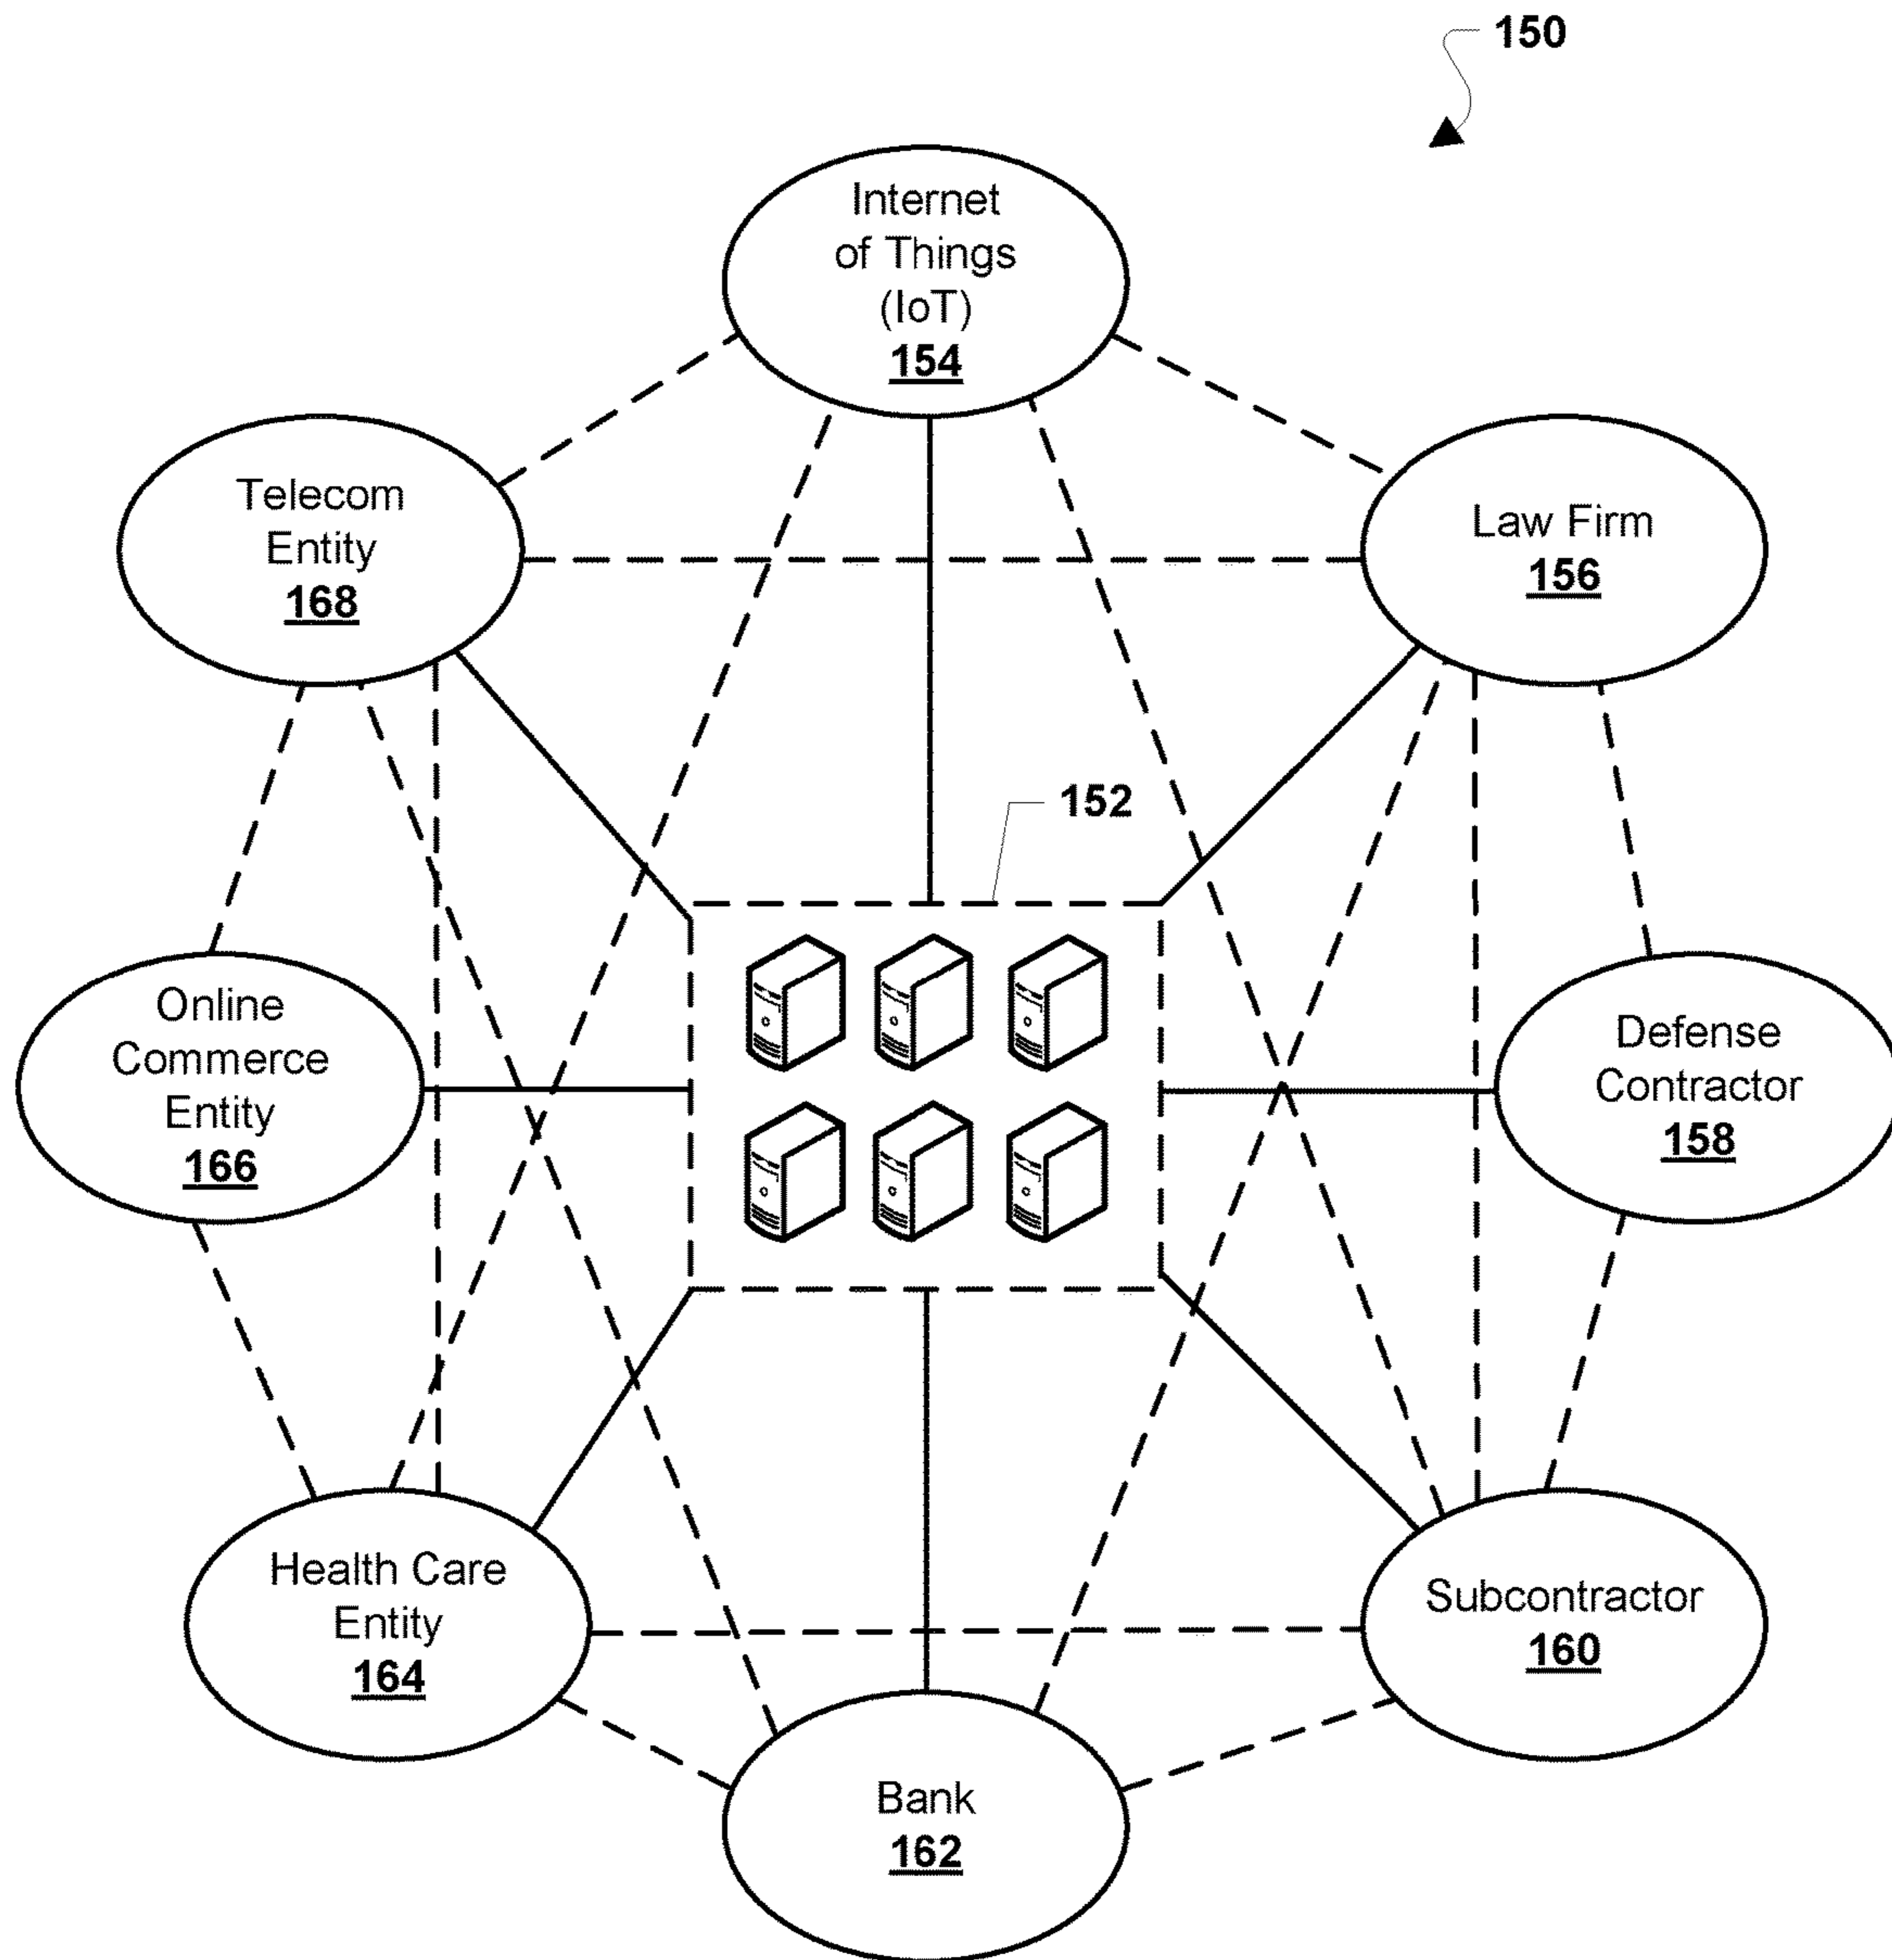 150
Internet
of Things
(IoT)
154
Telecom
Entity
168
Law Firm
156
152
Online
Commerce
Entity
166
Defense
Contractor
158
Health Care
Entity
164
Subcontractor
160
Bank
162